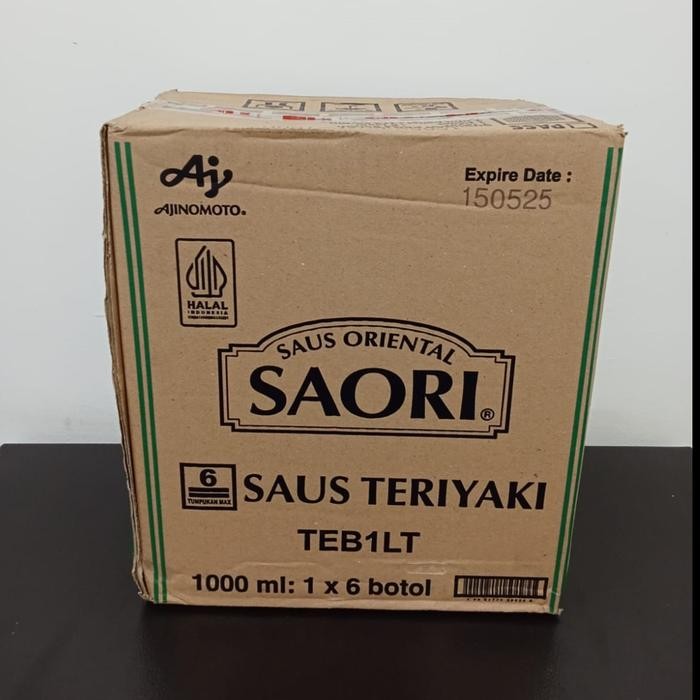 Aj
AJINOMOTO®
Expire Date :
150525
HALAL
INDONESIA
SAUS ORIENTAL
SAORI®
6
TUMPUKAN MAX
SAUS TERIYAKI
TEB1LT
1000 ml: 1 x 6 botol